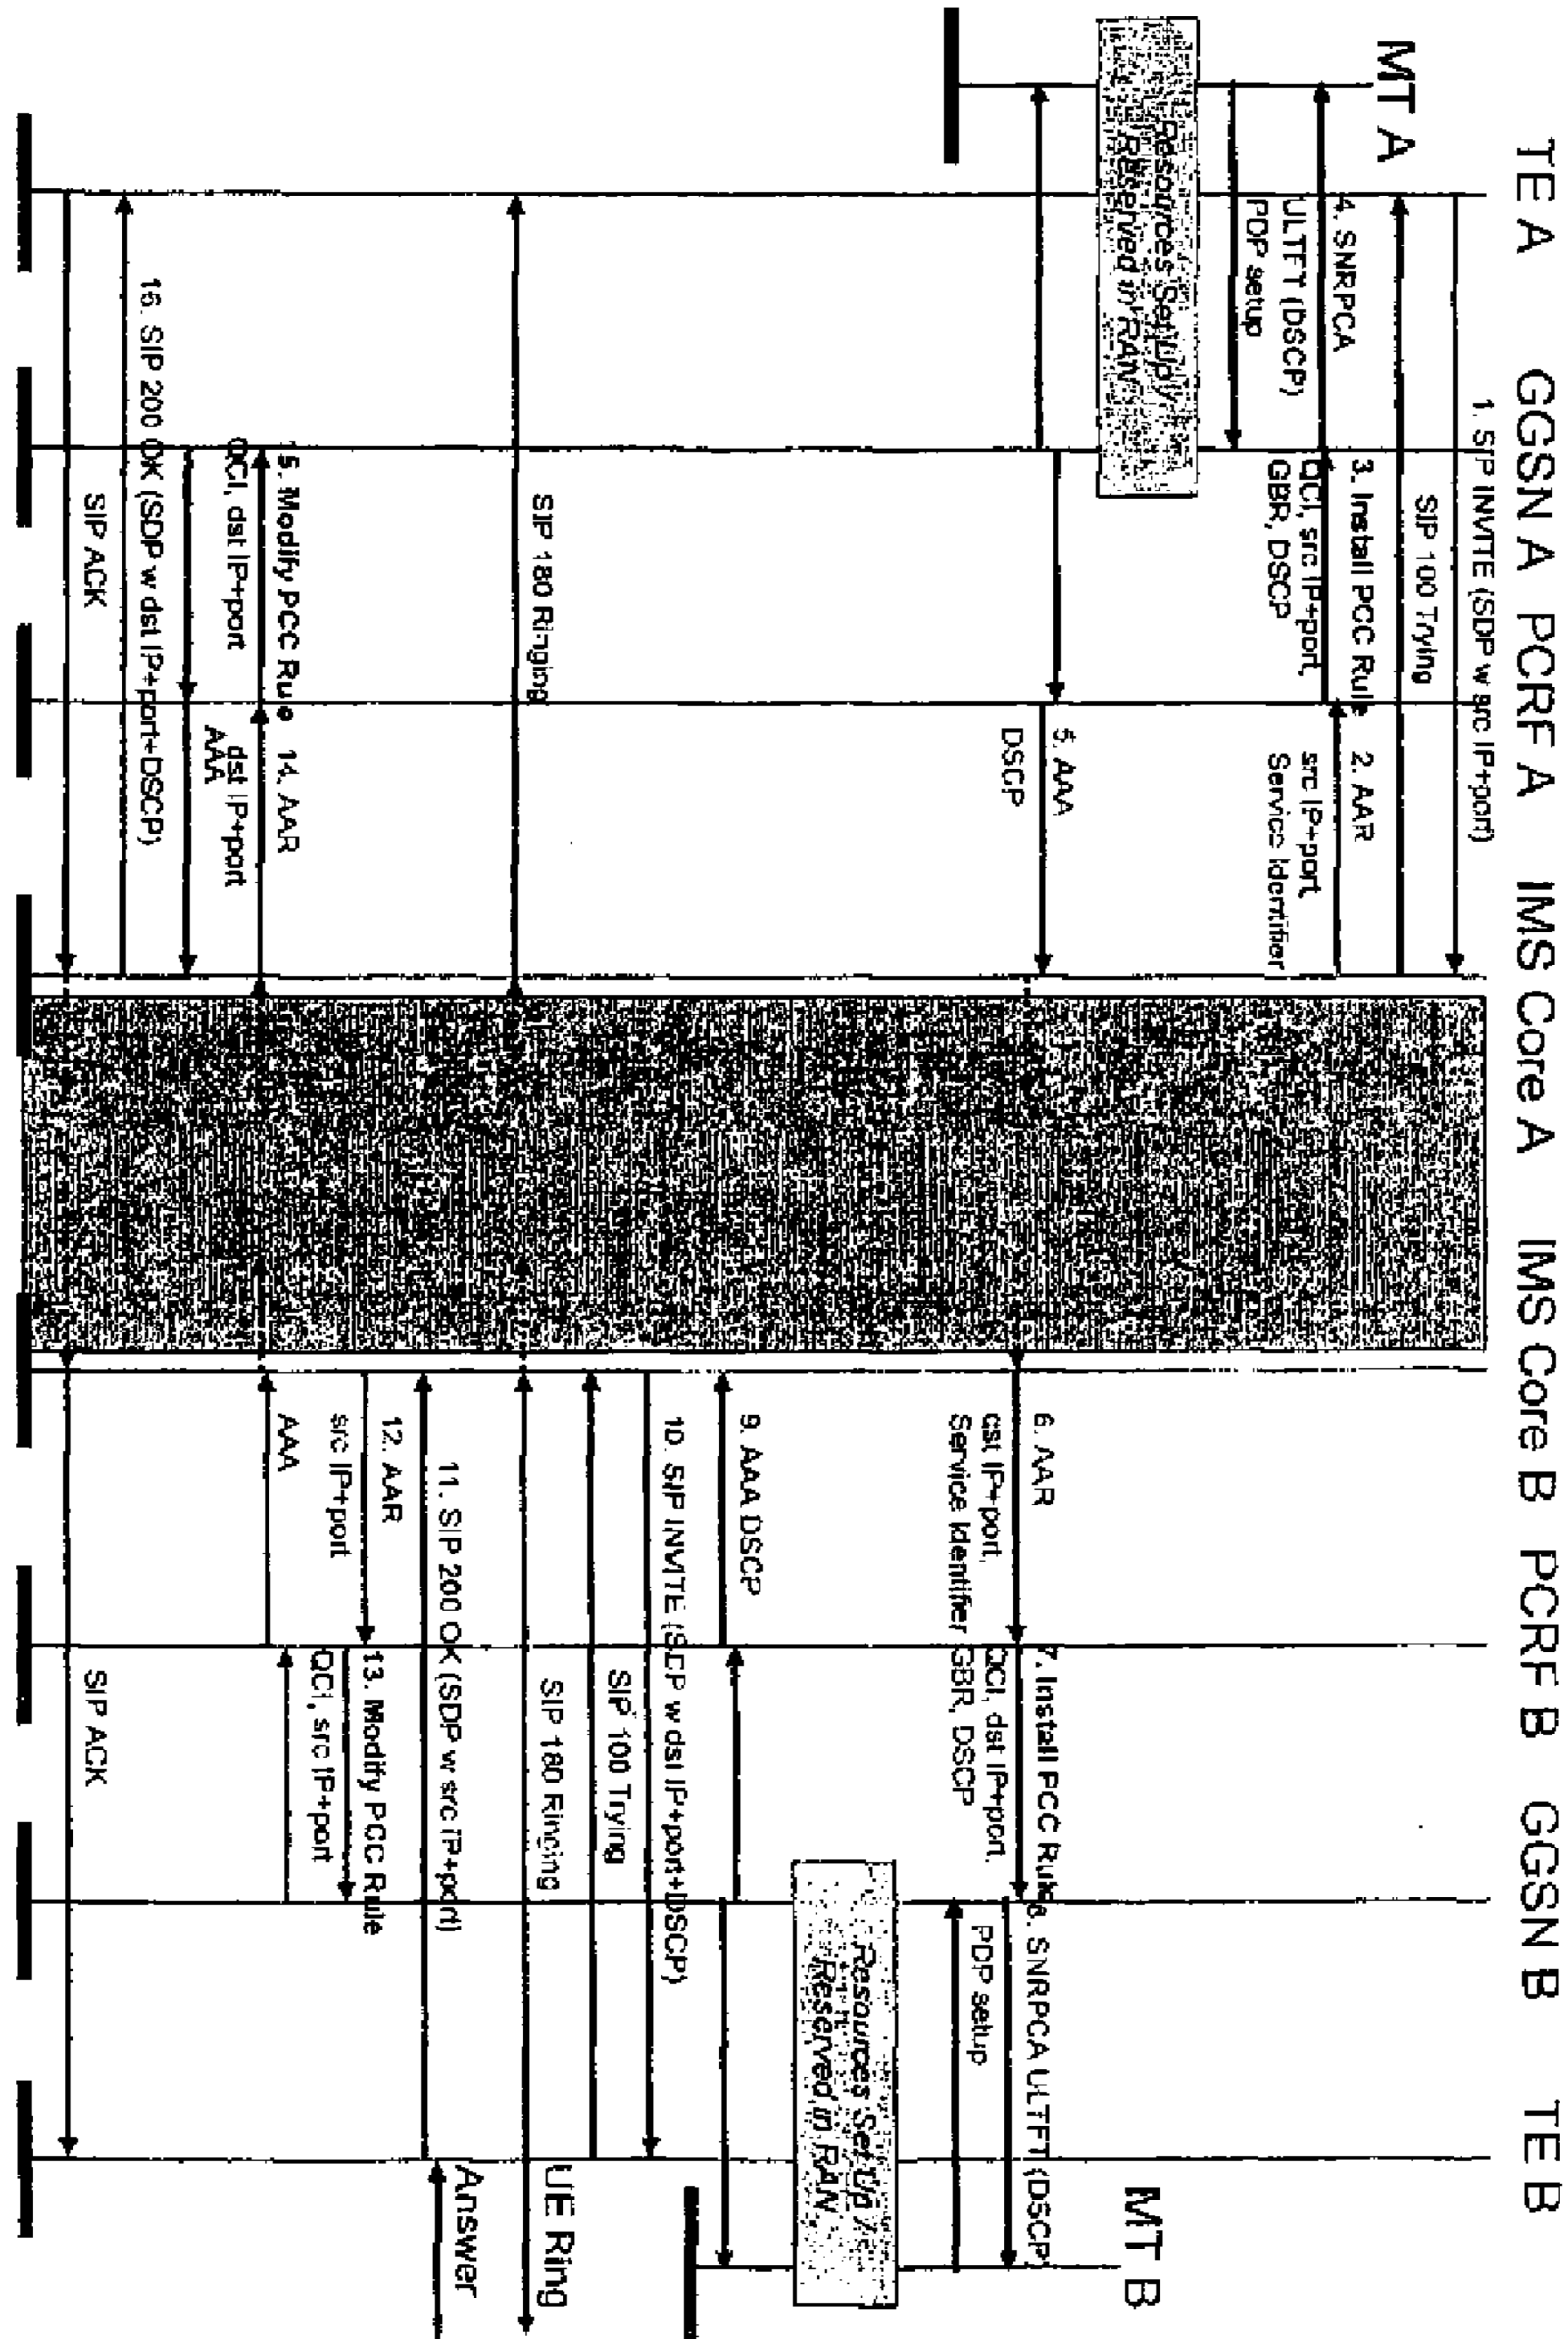 TE A GGSN A PCRF A IMS Core A IMS Core B PCRF B GGSN B TE B
MT A
MT B
1. SIP INVITE (SDP w src IP+port)
SIP 100 Trying
2. AAR
src IP+port,
Service Identifier
3. Install PCC Rule
QCI, src IP+port,
GBR, DSCP
4. SNRPCA
ULTFT (DSCP)
PDP setup
Resources Set Up /
Reserved in RAN
5. AAA
DSCP
6. AAR
dst IP+port,
Service Identifier
7. Install PCC Rule
QCI, dst IP+port,
GBR, DSCP
8. SNRPCA ULTFT (DSCP)
PDP setup
Resources Set Up /
Reserved in RAN
9. AAA DSCP
10. SIP INVITE (SDP w dst IP+port+DSCP)
SIP 100 Trying
SIP 180 Ringing
UE Ring
SIP 180 Ringing
Answer
11. SIP 200 OK (SDP w src IP+port)
12. AAR
src IP+port
13. Modify PCC Rule
QCI, src IP+port
AAA
14. AAR
dst IP+port
5. Modify PCC Rule
QCI, dst IP+port
AAA
16. SIP 200 OK (SDP w dst IP+port+DSCP)
SIP ACK
SIP ACK